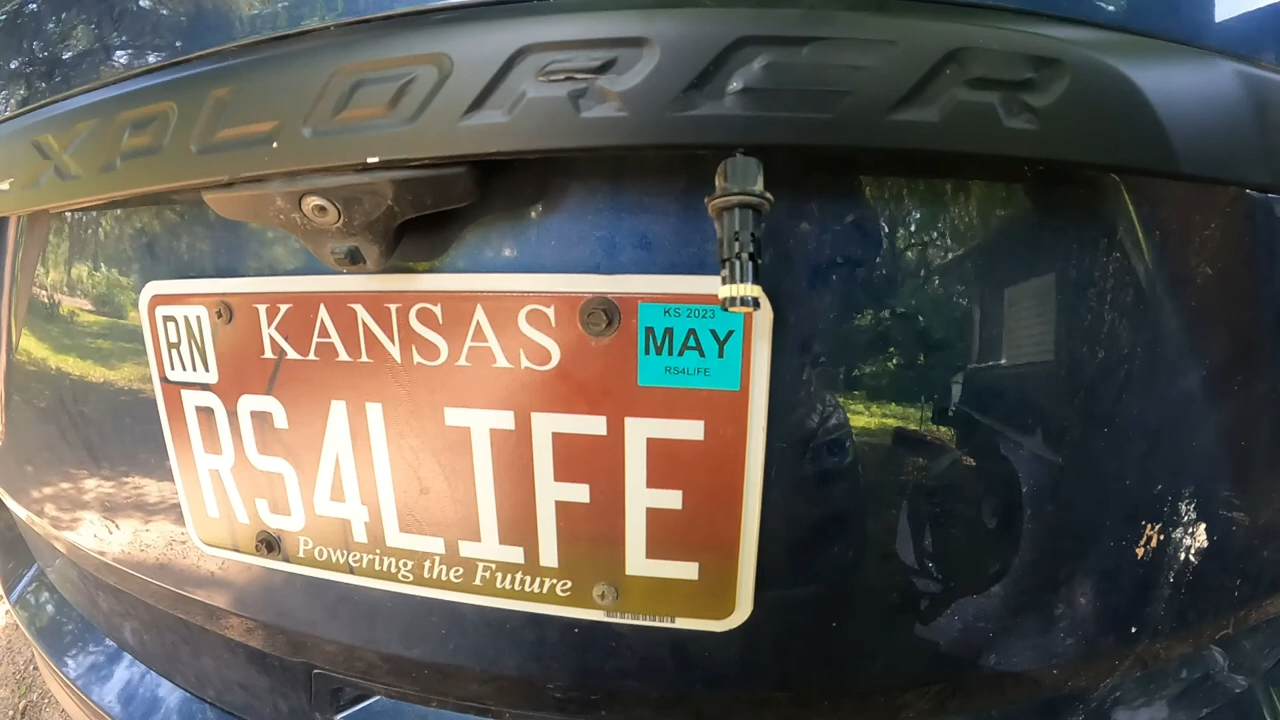 XPLORER
RN
KANSAS
KS 2023
MAY
RS4LIFE
RS4LIFE
Powering the Future